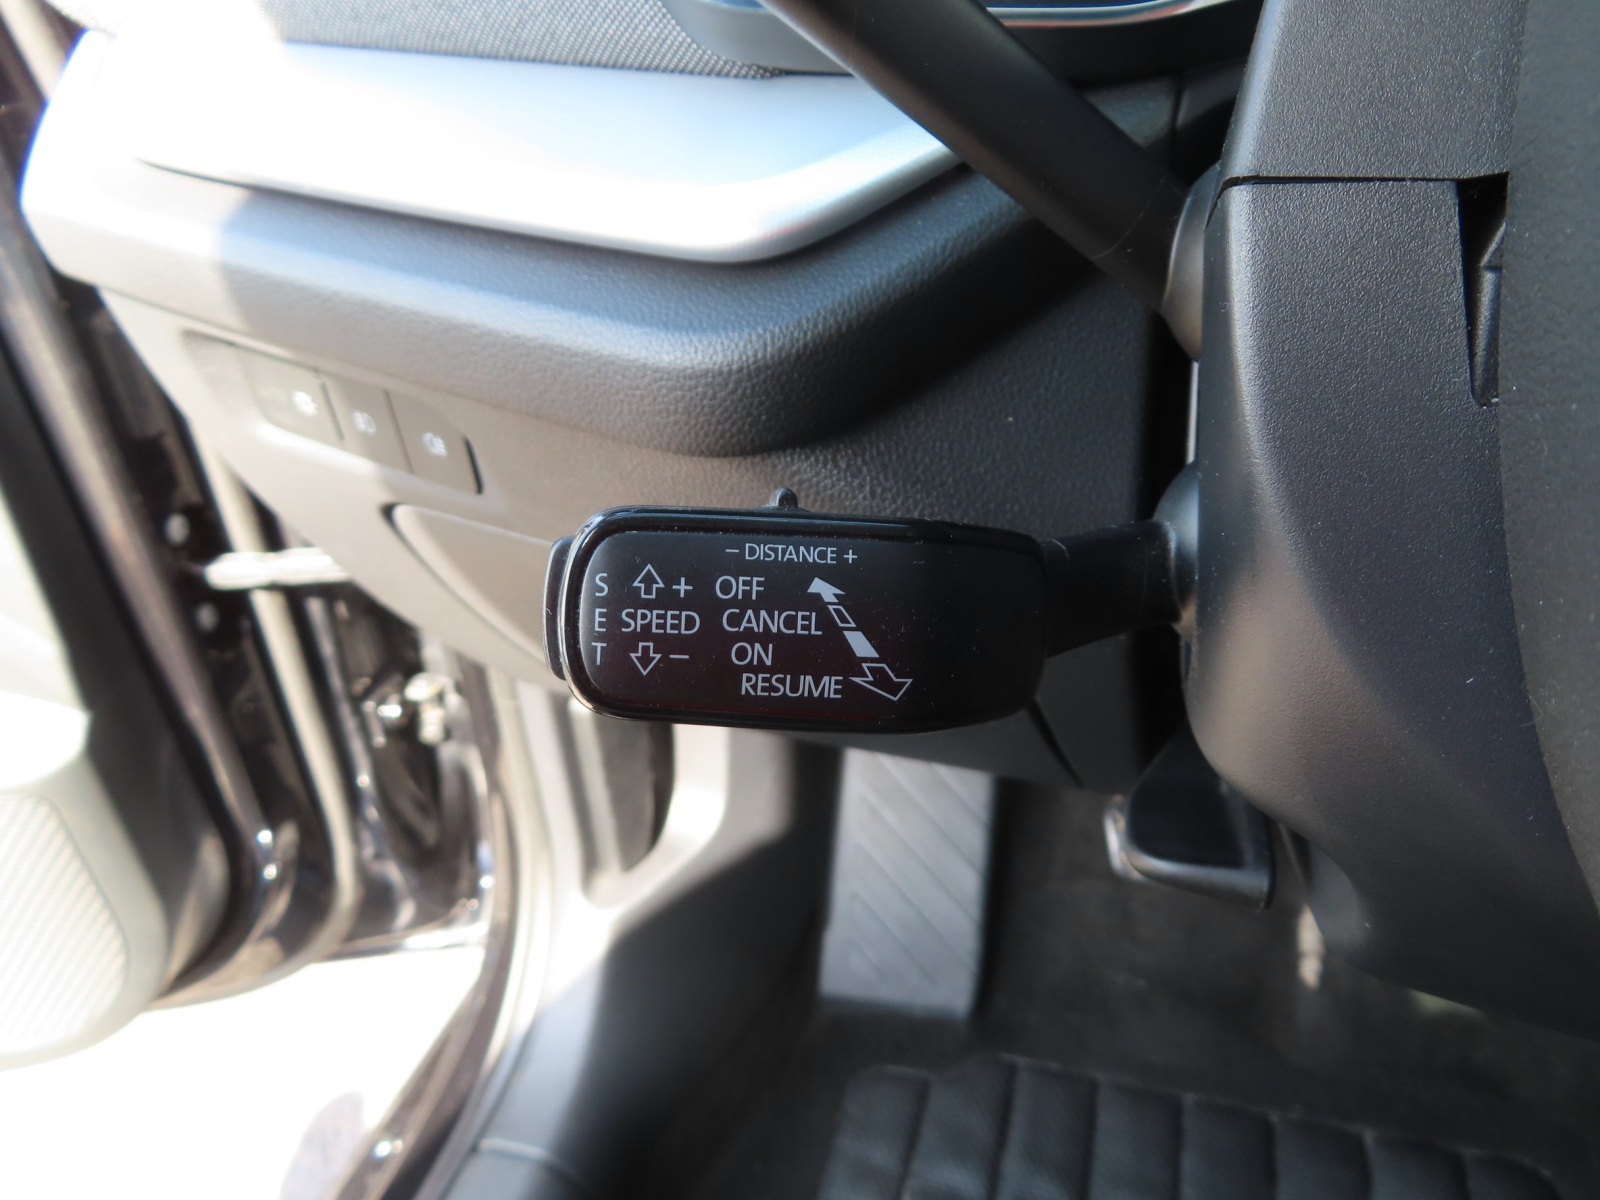 – DISTANCE +
S + OFF
E SPEED CANCEL
T – ON
RESUME